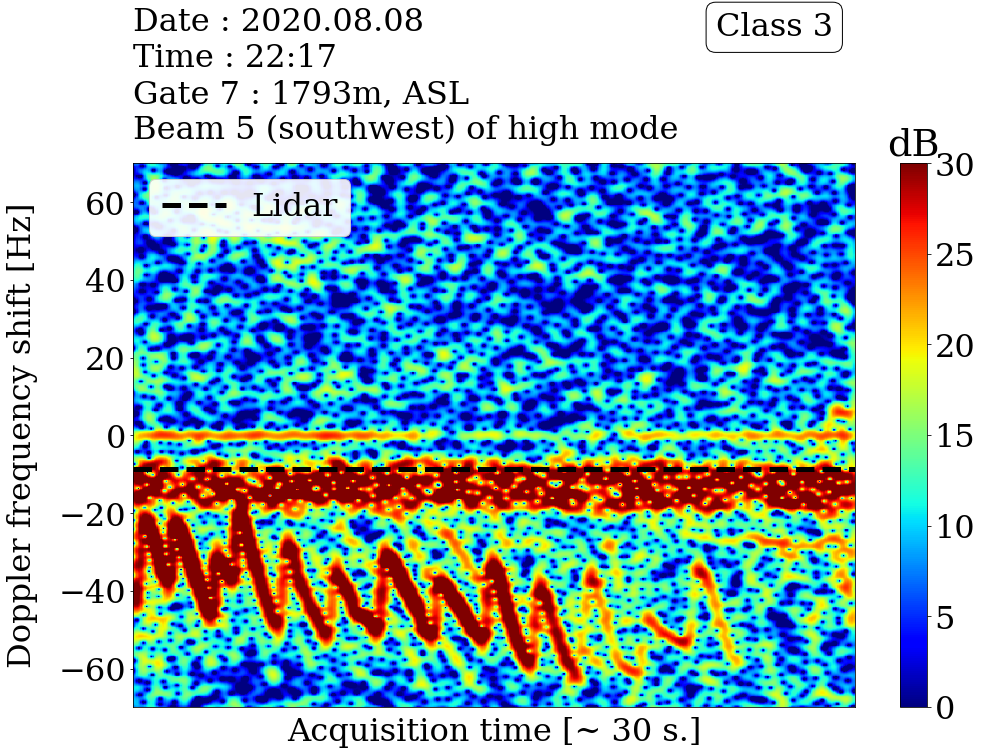 Date : 2020.08.08
Time : 22:17
Gate 7 : 1793m, ASL
Beam 5 (southwest) of high mode
Class 3
dB
Lidar
Doppler frequency shift [Hz]
60
40
20
0
−20
−40
−60
30
25
20
15
10
5
0
Acquisition time [~ 30 s.]